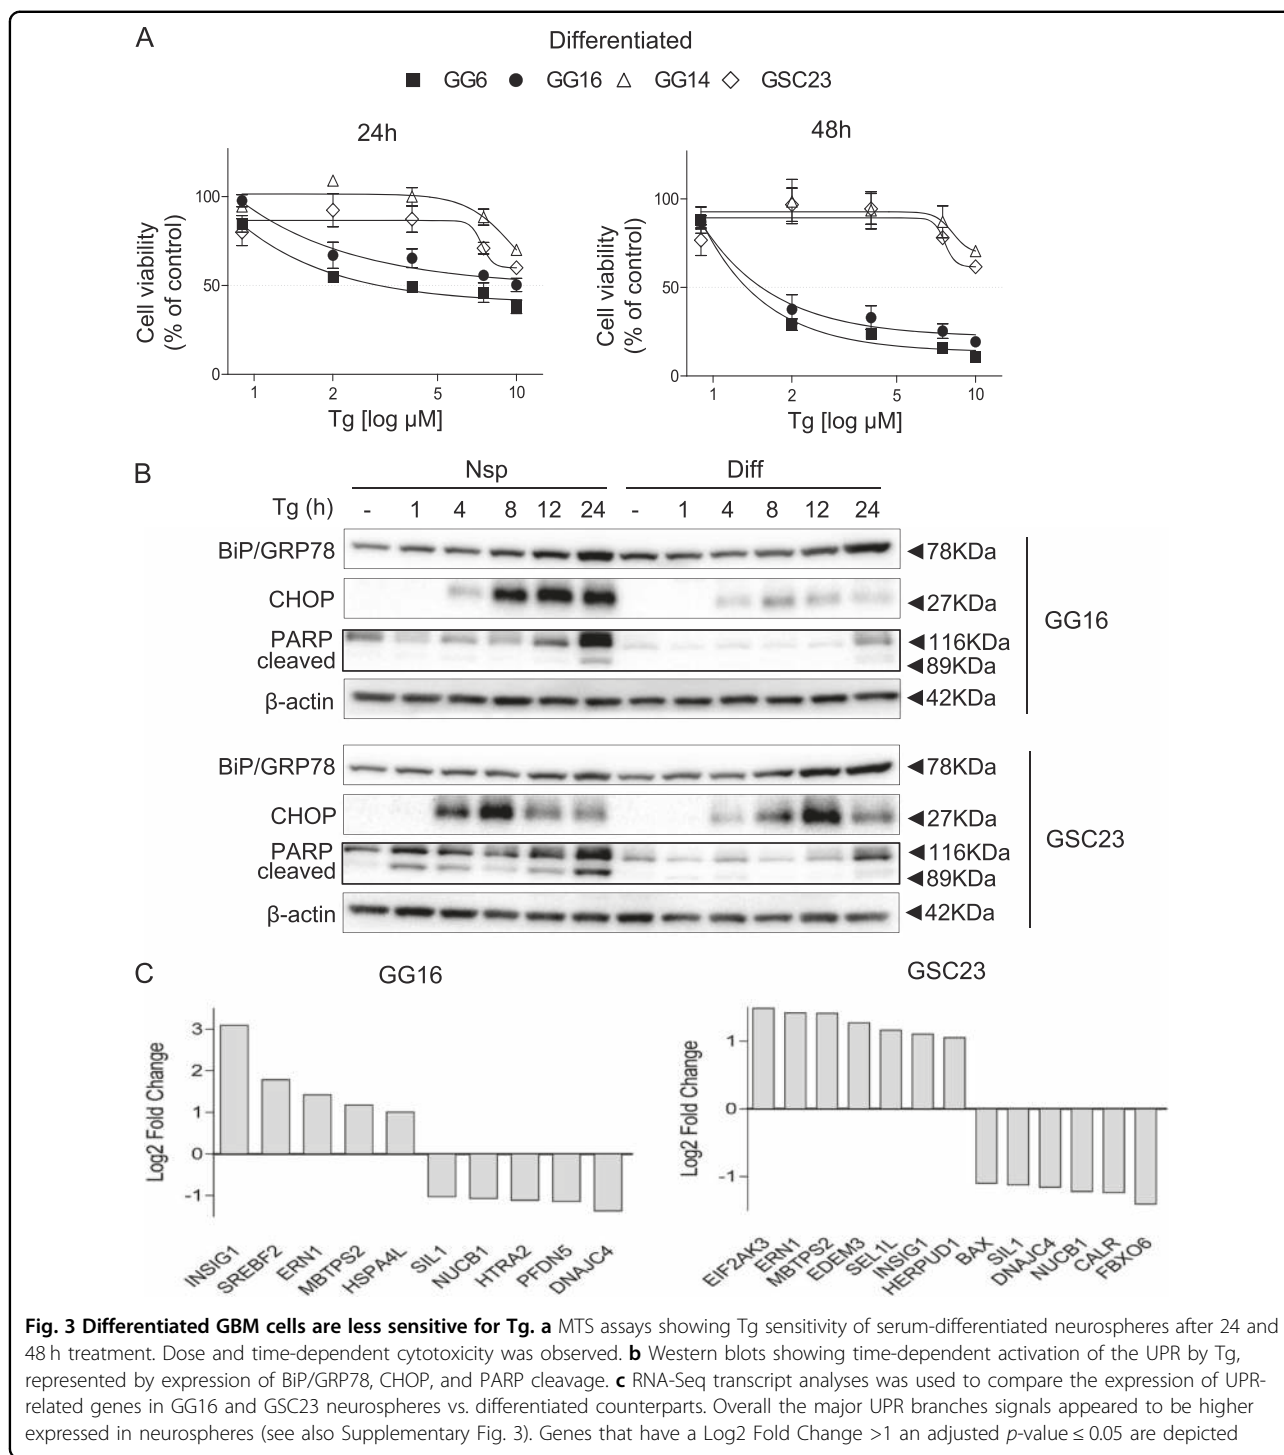 A
Differentiated
GG6 GG16 GG14 GSC23
24h
48h
Cell viability
(% of control)
100
50
0
1 2 5 10
Tg [log µM]
Cell viability
(% of control)
100
50
0
1 2 5 10
Tg [log µM]
B
Nsp Diff
Tg (h) - 1 4 8 12 24 - 1 4 8 12 24
BiP/GRP78 78KDa
CHOP 27KDa
PARP 116KDa
cleaved 89KDa
β-actin 42KDa
GG16
BiP/GRP78 78KDa
CHOP 27KDa
PARP 116KDa
cleaved 89KDa
β-actin 42KDa
GSC23
C
GG16
Log2 Fold Change
3
2
1
0
-1
INSIG1 SREBF2 ERN1 MBTPS2 HSPA4L SIL1 NUCB1 HTRA2 PFDN5 DNAJC4
GSC23
Log2 Fold Change
1
0
-1
EIF2AK3 ERN1 MBTPS2 EDEM3 SEL1L INSIG1 HERPUD1 BAX SIL1 DNAJC4 NUCB1 CALR FBXO6
Fig. 3 Differentiated GBM cells are less sensitive for Tg. a MTS assays showing Tg sensitivity of serum-differentiated neurospheres after 24 and
48 h treatment. Dose and time-dependent cytotoxicity was observed. b Western blots showing time-dependent activation of the UPR by Tg,
represented by expression of BiP/GRP78, CHOP, and PARP cleavage. c RNA-Seq transcript analyses was used to compare the expression of UPR-
related genes in GG16 and GSC23 neurospheres vs. differentiated counterparts. Overall the major UPR branches signals appeared to be higher
expressed in neurospheres (see also Supplementary Fig. 3). Genes that have a Log2 Fold Change >1 an adjusted p-value ≤ 0.05 are depicted